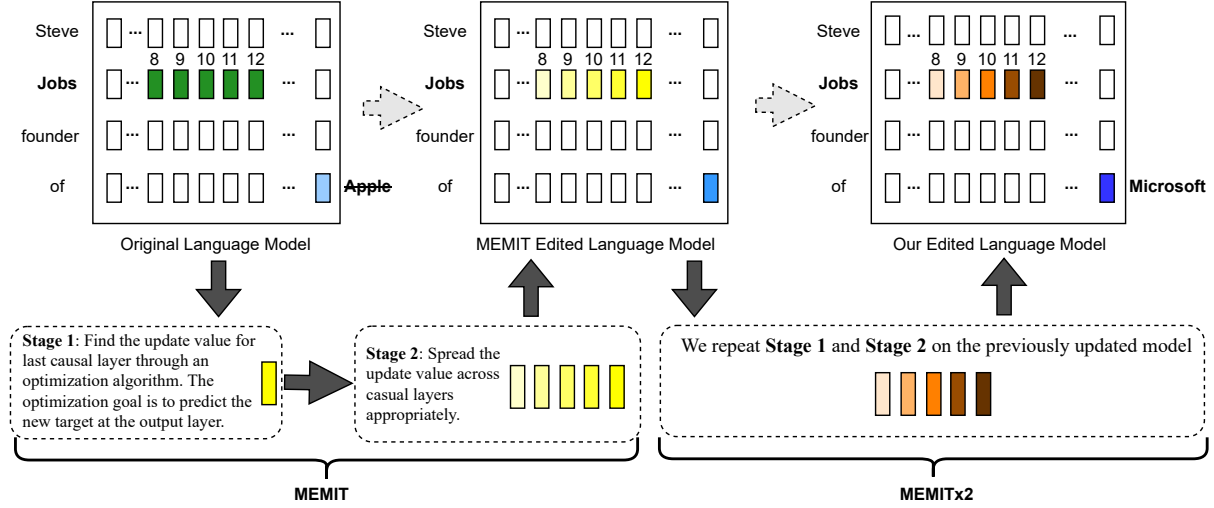 Steve
...
...
8 9 10 11 12
Jobs
...
...
founder
...
...
of
...
...
Apple
Original Language Model
Steve
...
...
8 9 10 11 12
Jobs
...
...
founder
...
...
of
...
...
MEMIT Edited Language Model
Steve
...
...
8 9 10 11 12
Jobs
...
...
founder
...
...
of
...
...
Microsoft
Our Edited Language Model
Stage 1: Find the update value for
last causal layer through an
optimization algorithm. The
optimization goal is to predict the
new target at the output layer.
Stage 2: Spread the
update value across
casual layers
appropriately.
We repeat Stage 1 and Stage 2 on the previously updated model
MEMIT
MEMITx2